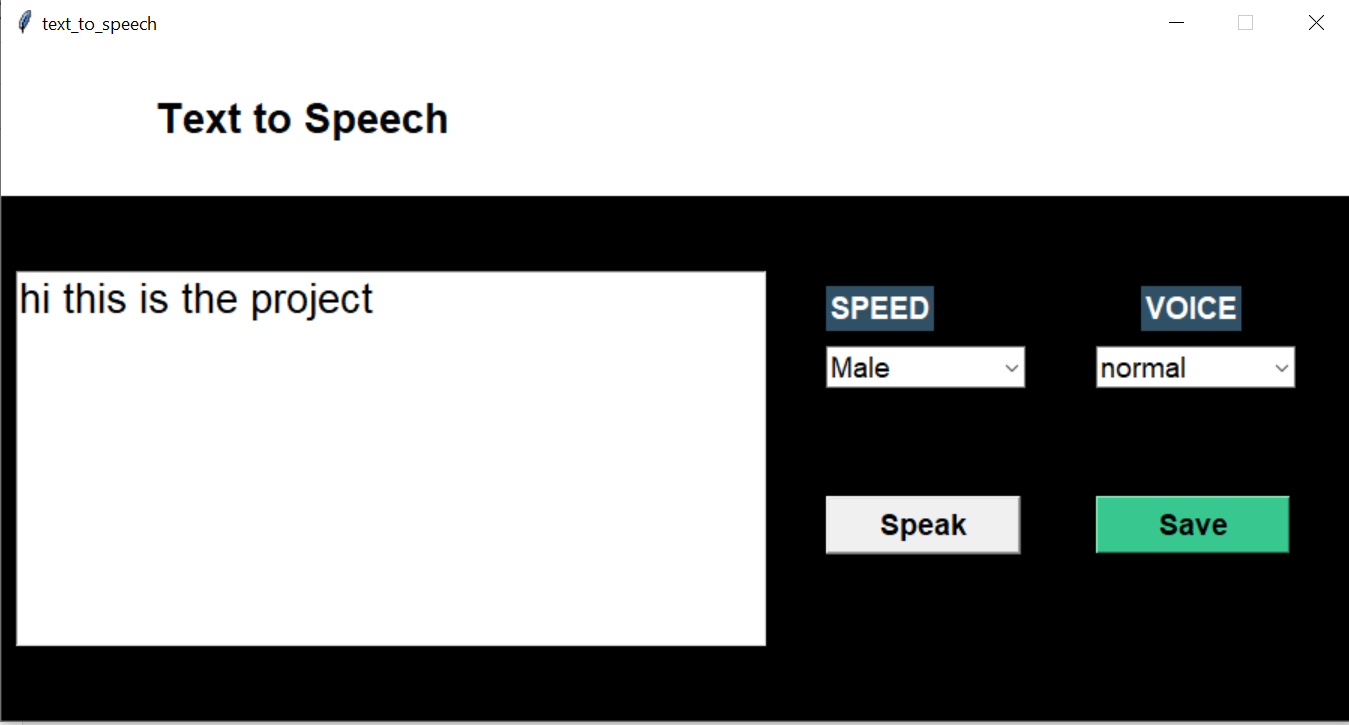 text_to_speech
Text to Speech
hi this is the project
SPEED
VOICE
Male
normal
Speak
Save